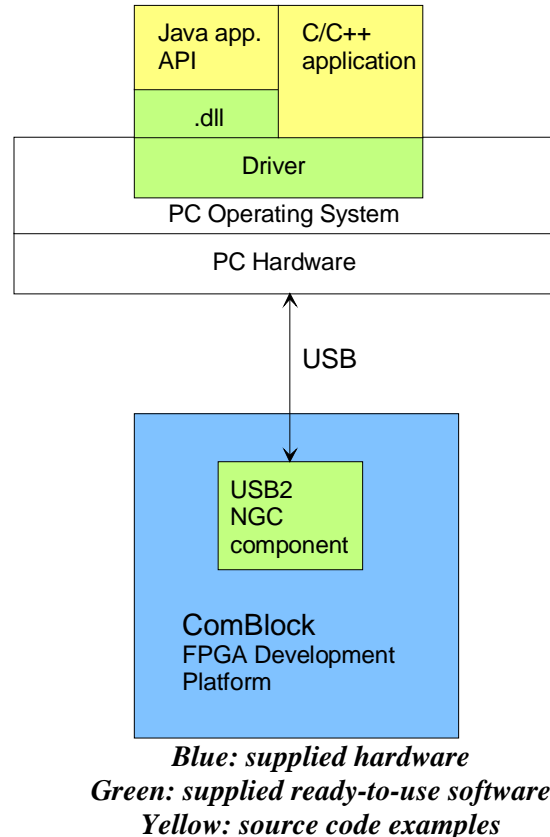 Java app.
API
C/C++
application
.dll
Driver
PC Operating System
PC Hardware
USB
USB2
NGC
component
ComBlock
FPGA Development
Platform
Blue: supplied hardware
Green: supplied ready-to-use software
Yellow: source code examples